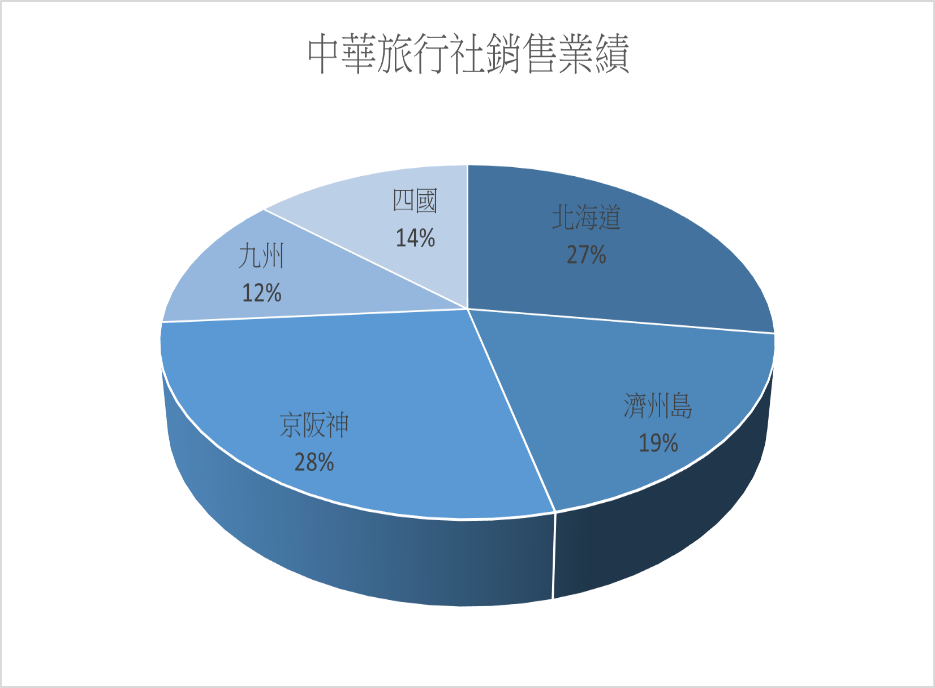 中華旅行社銷售業績
四國
14%
北海道
27%
九州
12%
濟州島
19%
京阪神
28%